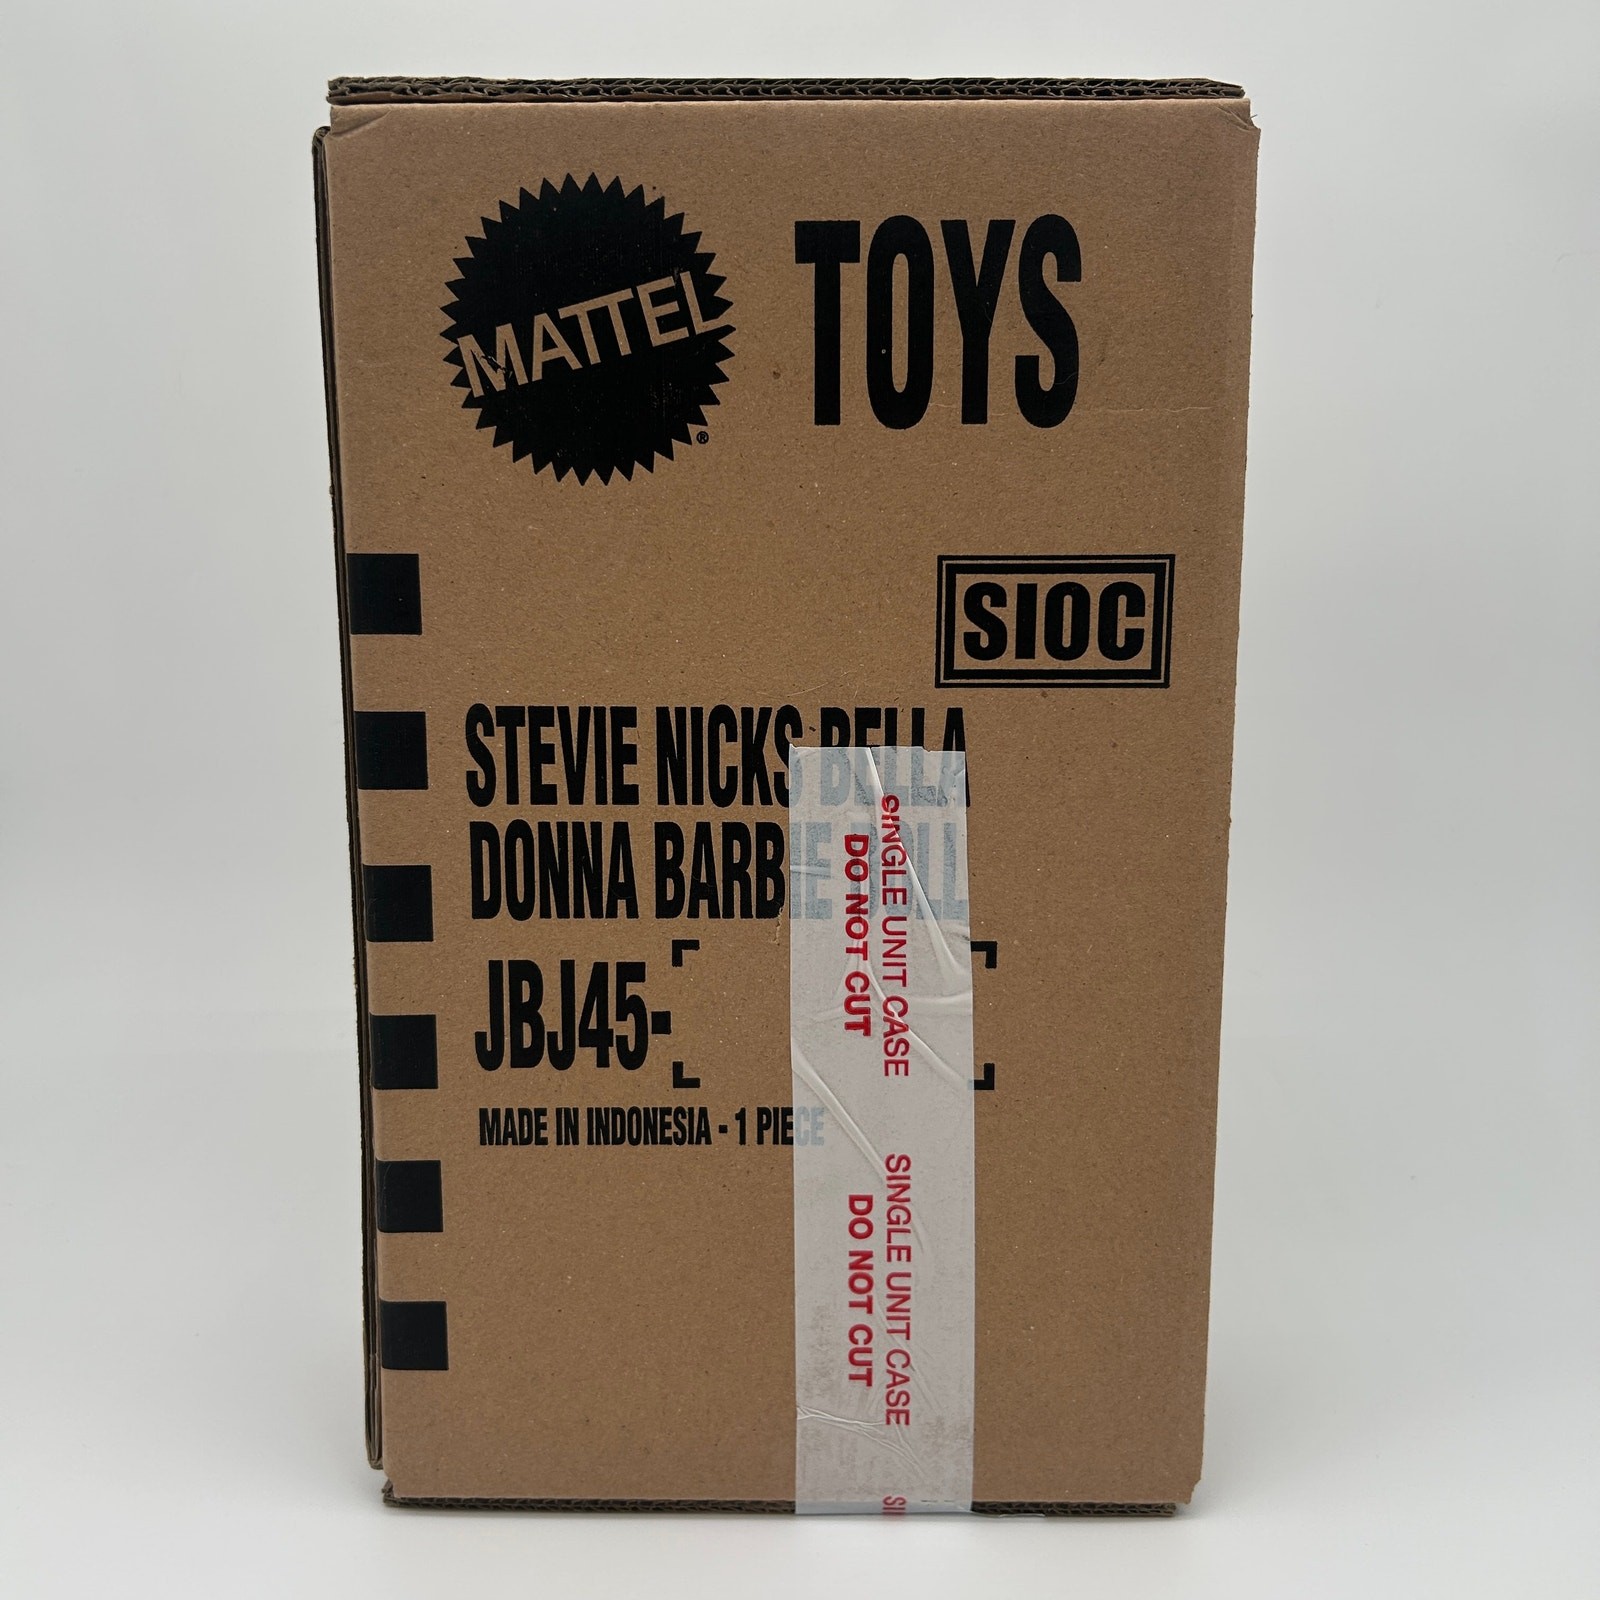 MATTEL
®
TOYS
SIOC
STEVIE NICKS BELLA
DONNA BARBIE DOLL
JBJ45-
MADE IN INDONESIA - 1 PIECE
SINGLE UNIT CASE
DO NOT CUT
SINGLE UNIT CASE
DO NOT CUT
SI